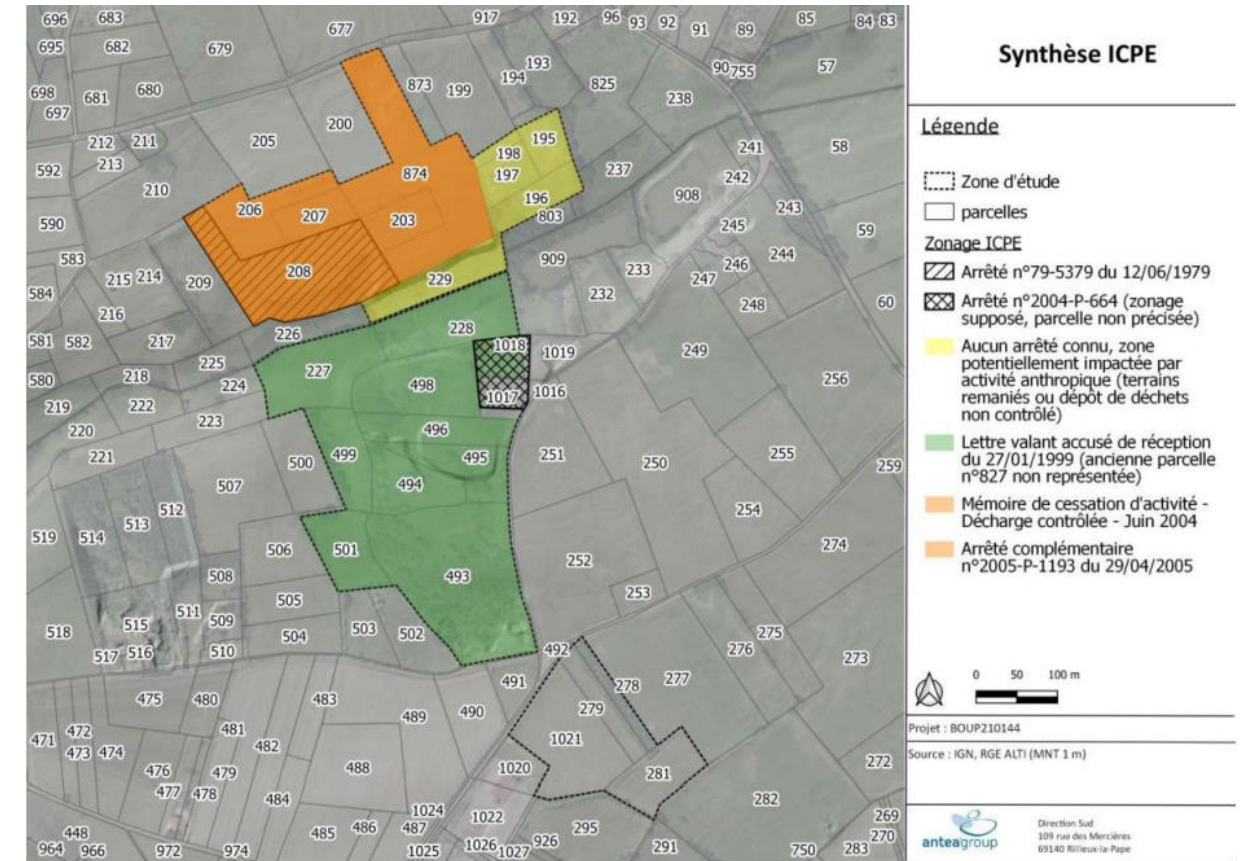 696 683 917 192 96 93 92 91 89 85 84 83
695 682 679 677
698 697 681 680 873 199 194 193 825 90 755 57
238
212 211 205 200 241 58
592 213 210 874 198 195 197 237 242
206 207 203 196 803 908 243
590 245 59
583 208 229 909 233 246 244
584 215 214 209 247
216 232 248 60
581 582 217 226 228
225 227 1018 1019 249
580 218 224 498 1017 1016 256
219 222
220 223 496
221 500 499 495 251 250 255 259
507 494
512 254
519 514 513 506 501 274
508 493 252
505 253
515 511 509 504 503 502 275
518 517 516 510 492 276 273
491 278 277
475 480 483 490 279
472 481 489 1021
471 473 474 482 272
476 479 488 1020 281
477 478 484 282
1024 1022 269
448 485 486 487 926 295 270
964 966 972 974 1025 1026 1027 291 750 283
Synthèse ICPE
Légende
Zone d'étude
parcelles
Zonage ICPE
Arrêté n°79-5379 du 12/06/1979
Arrêté n°2004-P-664 (zonage
supposé, parcelle non précisée)
Aucun arrêté connu, zone
potentiellement impactée par
activité anthropique (terrains
remaniés ou dépôt de déchets
non contrôlé)
Lettre valant accusé de réception
du 27/01/1999 (ancienne parcelle
n°827 non représentée)
Mémoire de cessation d'activité -
Décharge contrôlée - Juin 2004
Arrêté complémentaire
n°2005-P-1193 du 29/04/2005
0 50 100 m
Projet : BOUP210144
Source : IGN, RGE ALTI (MNT 1 m)
anteagroup
Direction Sud
109 rue des Mercières
69140 Rillieux-la-Pape